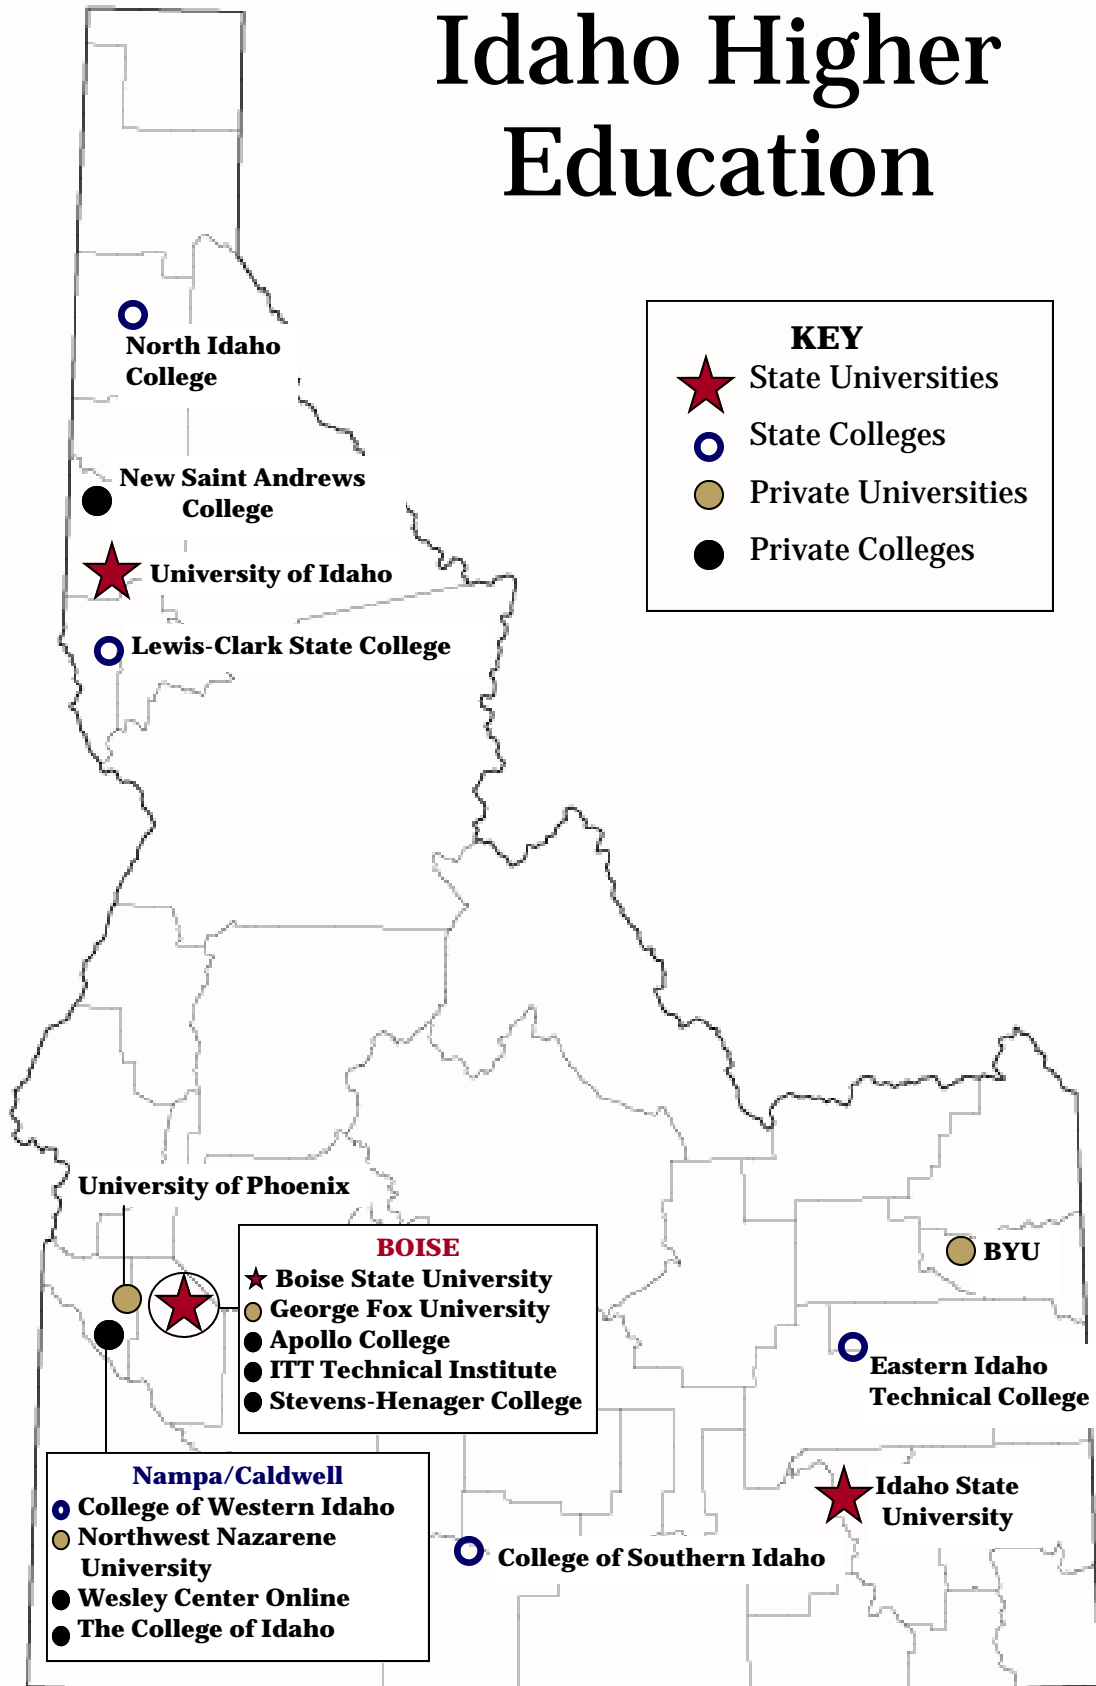 Idaho Higher
Education
KEY
State Universities
State Colleges
Private Universities
Private Colleges
North Idaho
College
New Saint Andrews
College
University of Idaho
Lewis-Clark State College
University of Phoenix
BOISE
Boise State University
George Fox University
Apollo College
ITT Technical Institute
Stevens-Henager College
BYU
Eastern Idaho
Technical College
Nampa/Caldwell
College of Western Idaho
Northwest Nazarene
University
Wesley Center Online
The College of Idaho
Idaho State
University
College of Southern Idaho